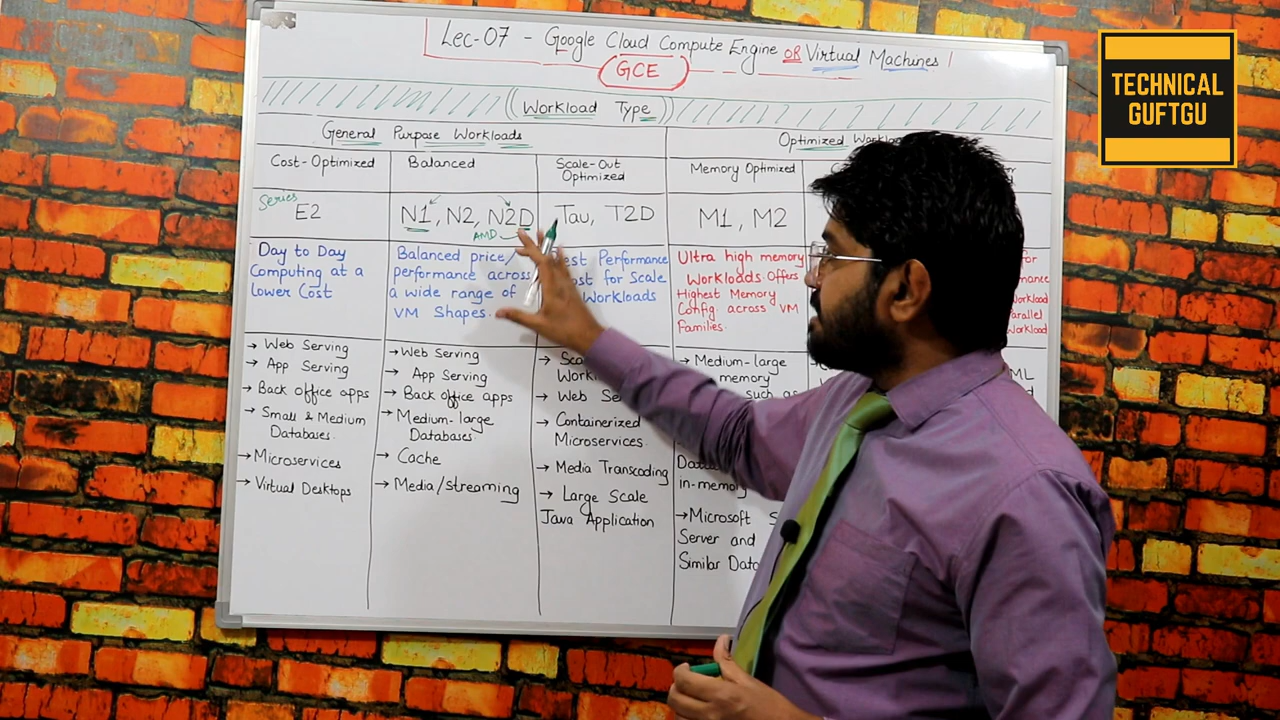 Lec-07 - Google Cloud Compute Engine OR Virtual Machines
GCE
TECHNICAL
GUFTGU
Workload Type
General Purpose Workloads
Optimized
Cost-Optimized
Balanced
Scale-Out
Optimized
Memory Optimized
Series
E2
N1, N2, N2D
AMD
Tau, T2D
M1, M2
Day to Day
Computing at a
Lower Cost
Balanced price/
performance across
a wide range of
VM Shapes.
Performance
for Scale
Workloads
Ultra high memory
Workloads. Offers
Highest Memory
Config. across VM
Families.
→ Web Serving
→ App Serving
→ Back office apps
→ Small & Medium
Databases.
→ Microservices
→ Virtual Desktops
→ Web Serving
→ App Serving
→ Back office apps
→ Medium-large
Databases
→ Cache
→ Media/streaming
→ Web
→ Containerized
Microservices.
→ Media Transcoding
→ Large Scale
Java Application
→ Medium-large
memory
such as
in-memory
→ Microsoft
Server and
Similar
for
ML